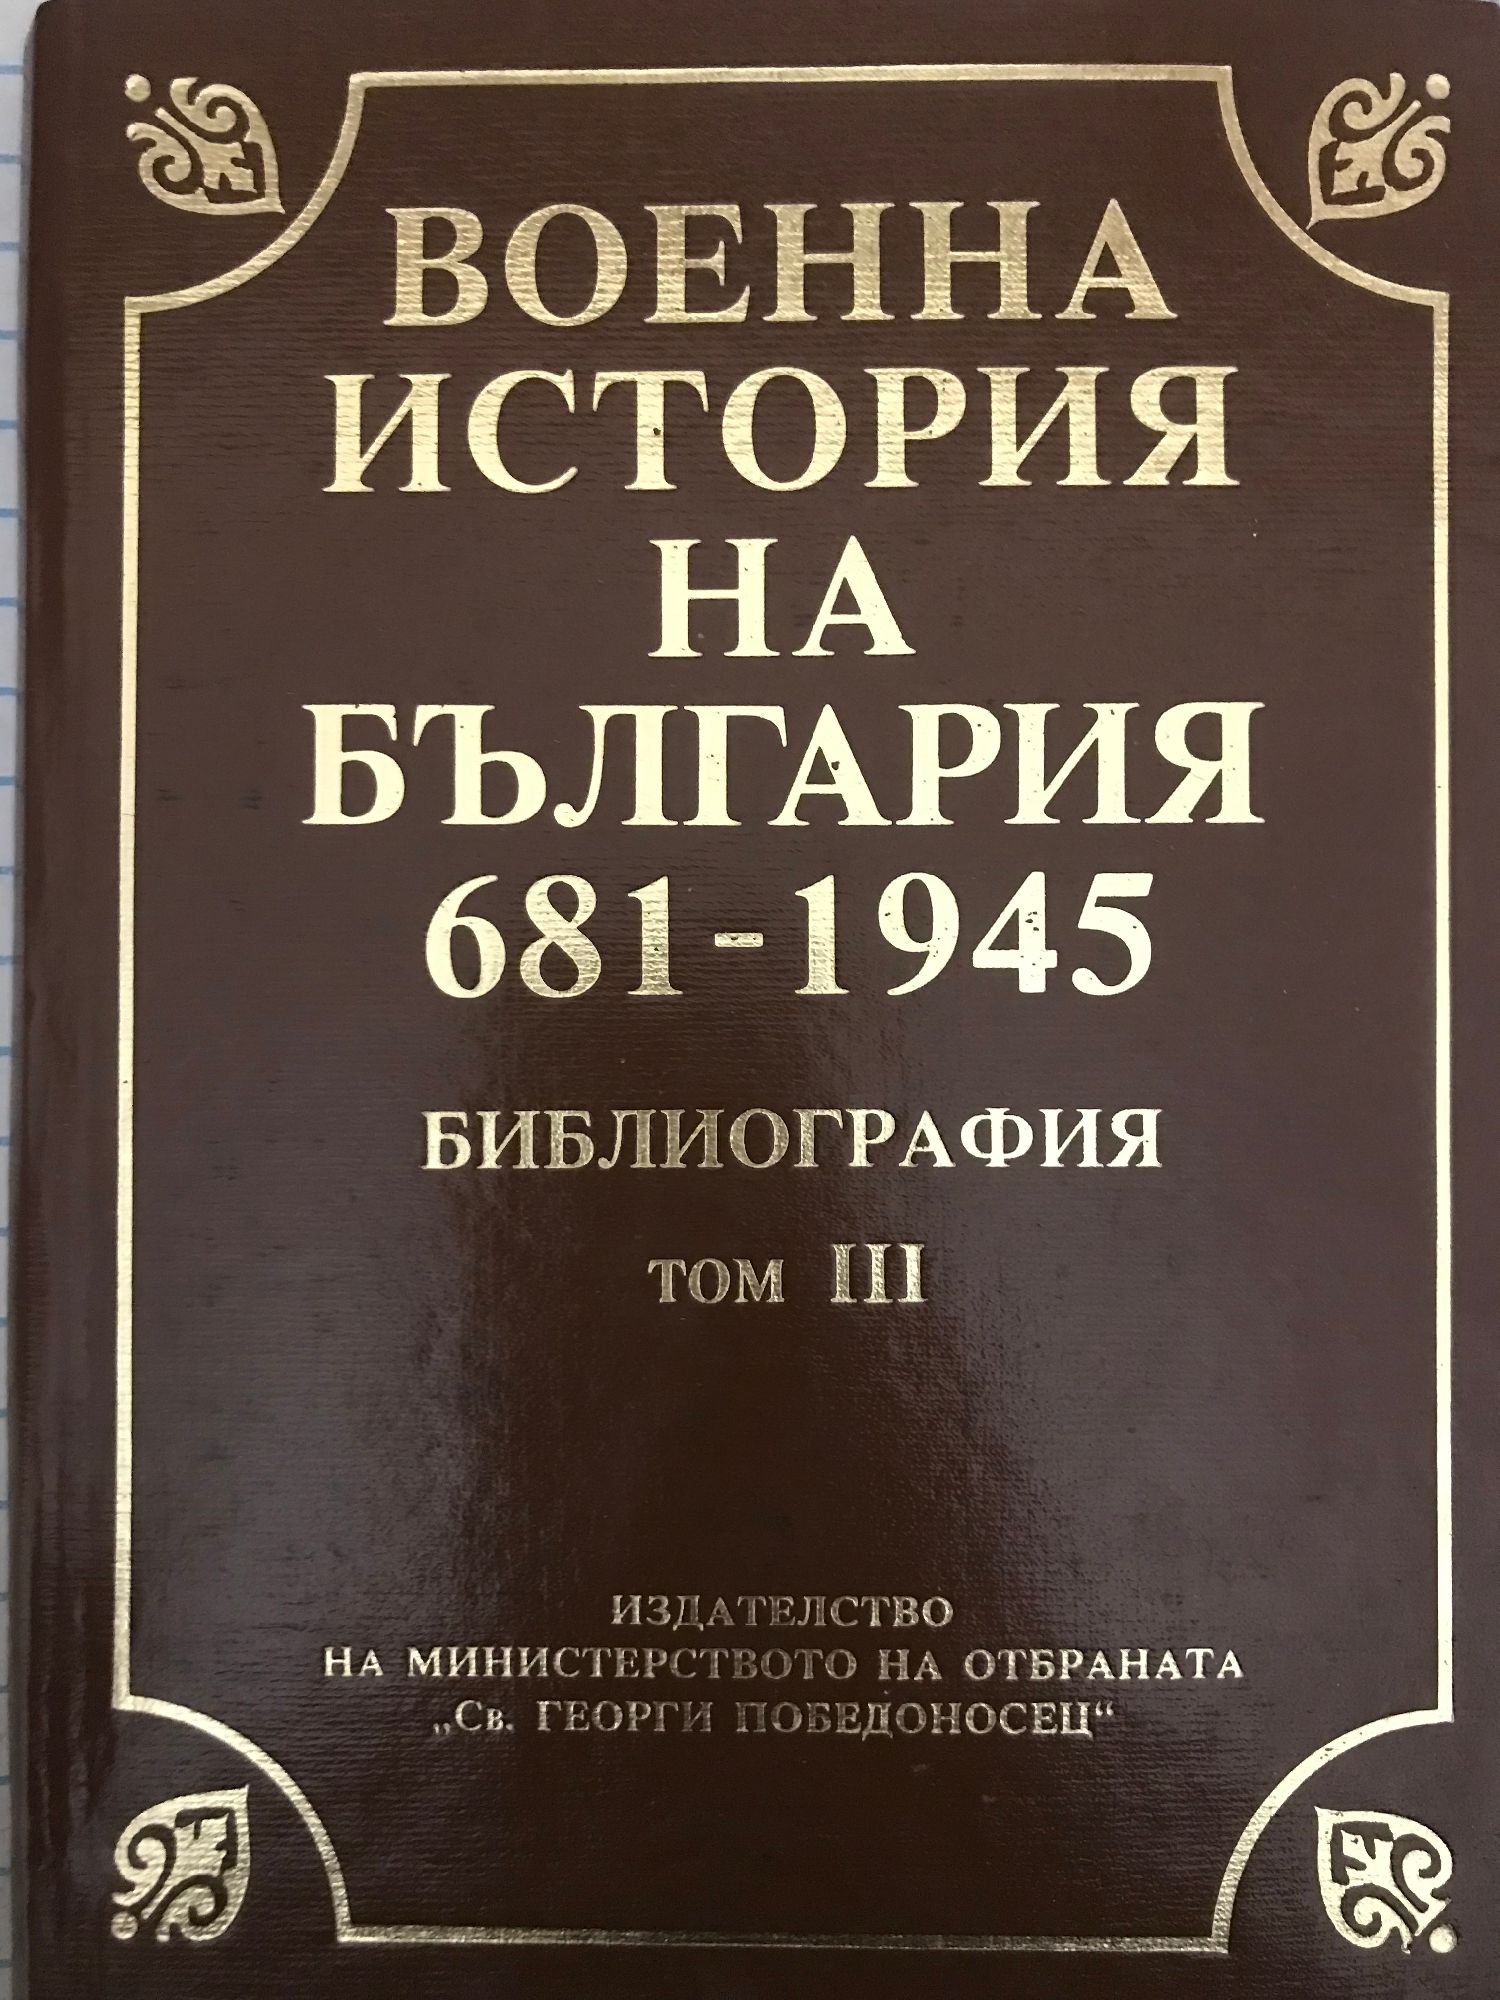 ВОЕННА
ИСТОРИЯ
НА
БЪЛГАРИЯ
681-1945
БИБЛИОГРАФИЯ
ТОМ III
ИЗДАТЕЛСТВО
НА МИНИСТЕРСТВОТО НА ОТБРАНАТА
„Св. ГЕОРГИ ПОБЕДОНОСЕЦ“